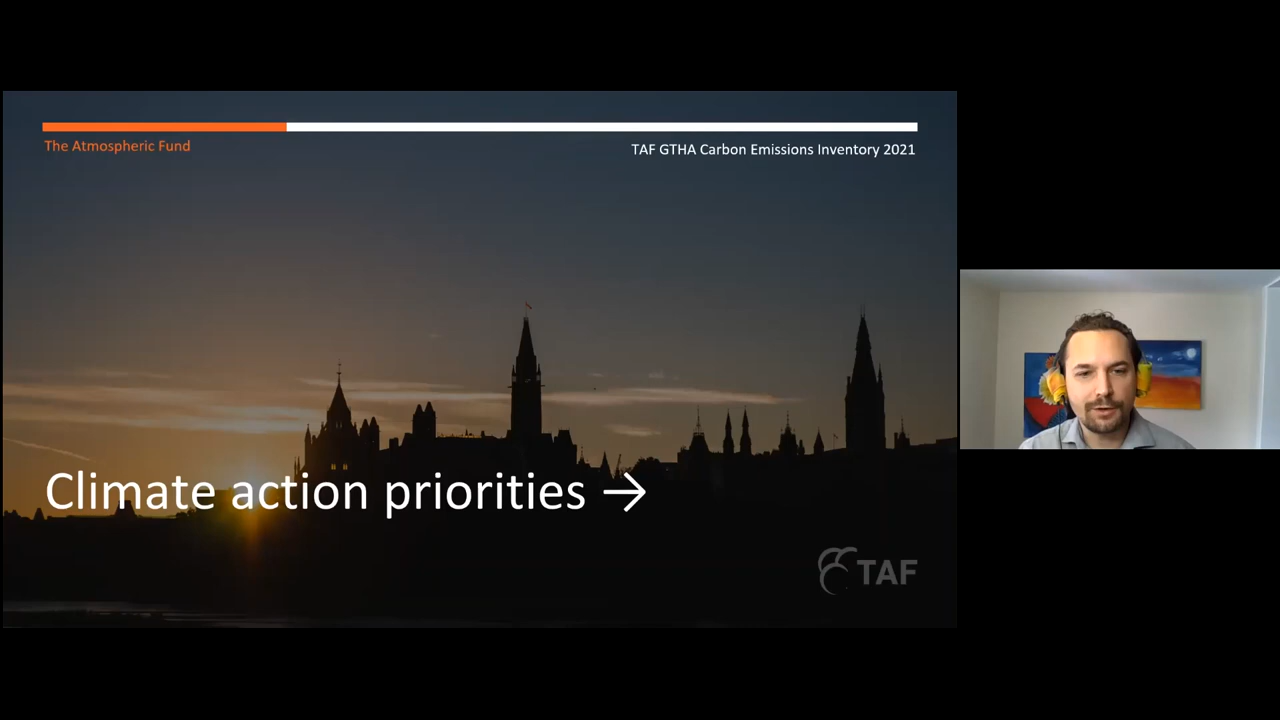 The Atmospheric Fund
TAF GTHA Carbon Emissions Inventory 2021
Climate action priorities →
TAF